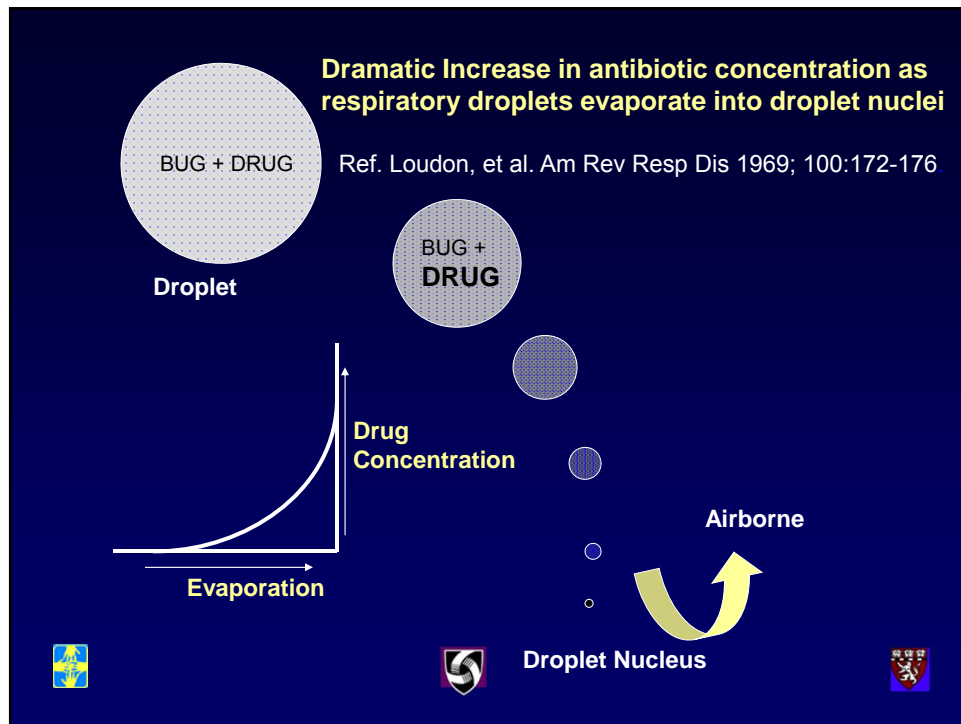 Dramatic Increase in antibiotic concentration as
respiratory droplets evaporate into droplet nuclei
BUG + DRUG
Ref. Loudon, et al. Am Rev Resp Dis 1969; 100:172-176.
BUG +
DRUG
Droplet
Drug
Concentration
Airborne
Evaporation
Droplet Nucleus